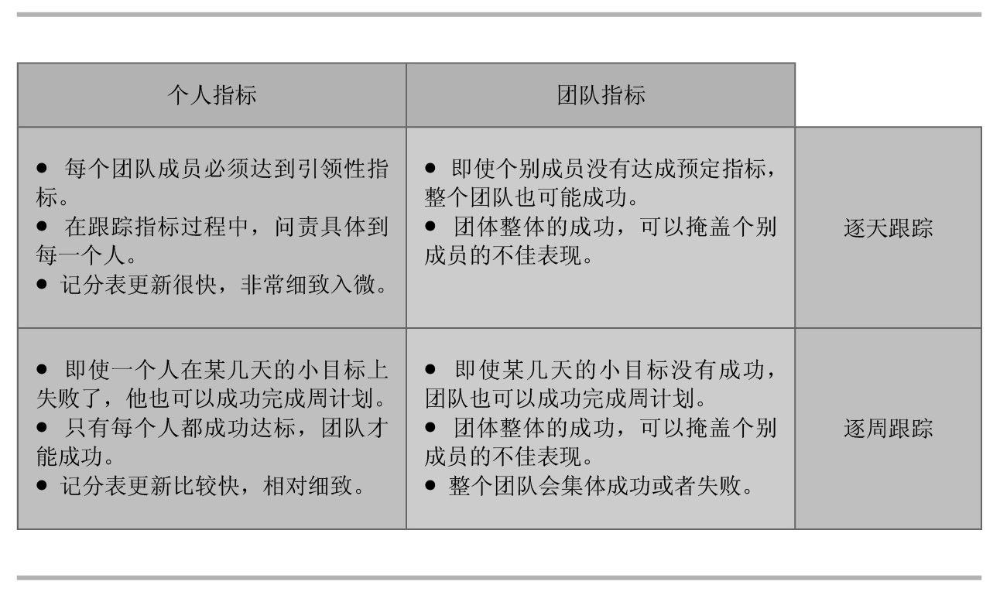 个人指标
团队指标
● 每个团队成员必须达到引领性指
标。
● 在跟踪指标过程中，问责具体到
每一个人。
● 记分表更新很快，非常细致入微。
● 即使个别成员没有达成预定指标，
整个团队也可能成功。
● 团体整体的成功，可以掩盖个别
成员的不佳表现。
逐天跟踪
● 即使一个人在某几天的小目标上
失败了，他也可以成功完成周计划。
● 只有每个人都成功达标，团队才
能成功。
● 记分表更新比较快，相对细致。
● 即使某几天的小目标没有成功，
团队也可以成功完成周计划。
● 团体整体的成功，可以掩盖个别
成员的不佳表现。
● 整个团队会集体成功或者失败。
逐周跟踪